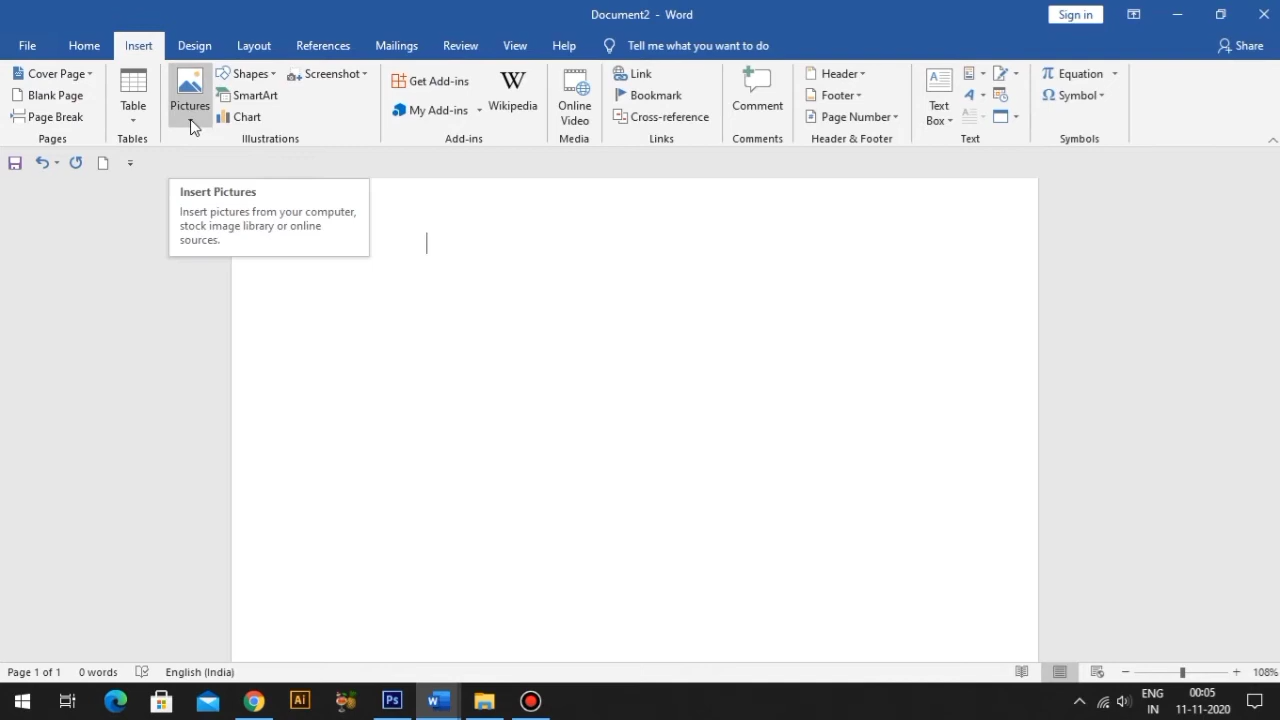 Document2 - Word
Sign in
File Home Insert Design Layout References Mailings Review View Help Tell me what you want to do Share
Cover Page
Blank Page
Page Break
Pages
Table
Tables
Pictures
Shapes
SmartArt
Chart
Screenshot
Illustrations
Get Add-ins
My Add-ins
W
Wikipedia
Add-ins
Online
Video
Media
Link
Bookmark
Cross-reference
Links
Comment
Comments
Header
Footer
Page Number
Header & Footer
A
Text
Box
Text
π Equation
Ω Symbol
Symbols
Insert Pictures
Insert pictures from your computer,
stock image library or online
sources.
Page 1 of 1 0 words English (India) 108%
Ai
Ps
W
ENG
IN
00:05
11-11-2020